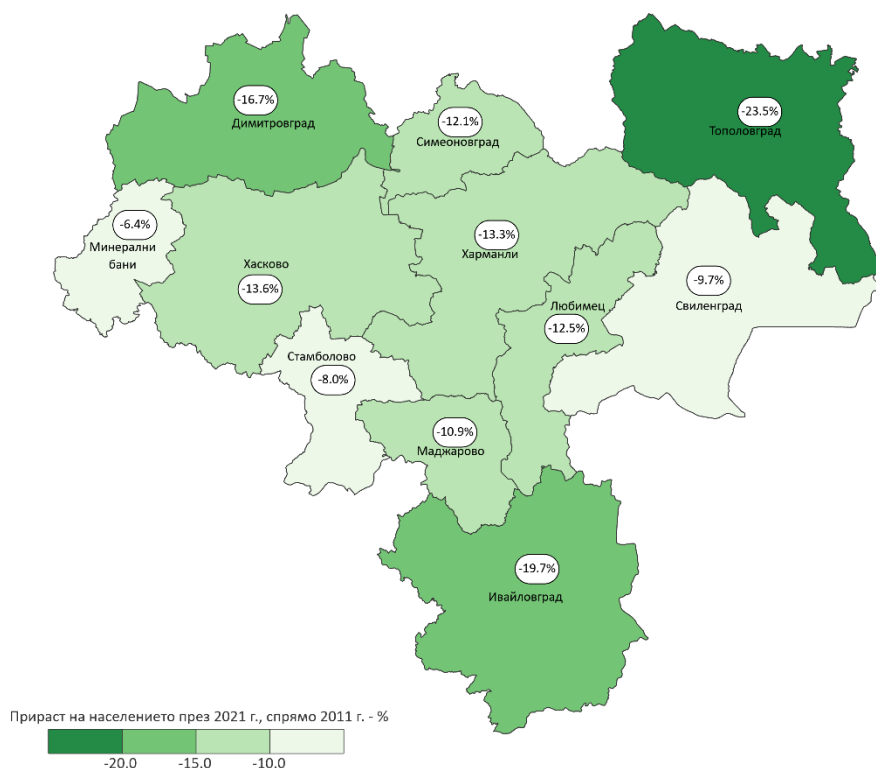 -16.7%
Димитровград
-12.1%
Симеоновград
-23.5%
Тополовград
-6.4%
Минерални
бани
Хасково
-13.6%
-13.3%
Харманли
-9.7%
Свиленград
Любимец
-12.5%
Стамболово
-8.0%
-10.9%
Маджарово
-19.7%
Ивайловград
Прираст на населението през 2021 г., спрямо 2011 г. - %
-20.0 -15.0 -10.0